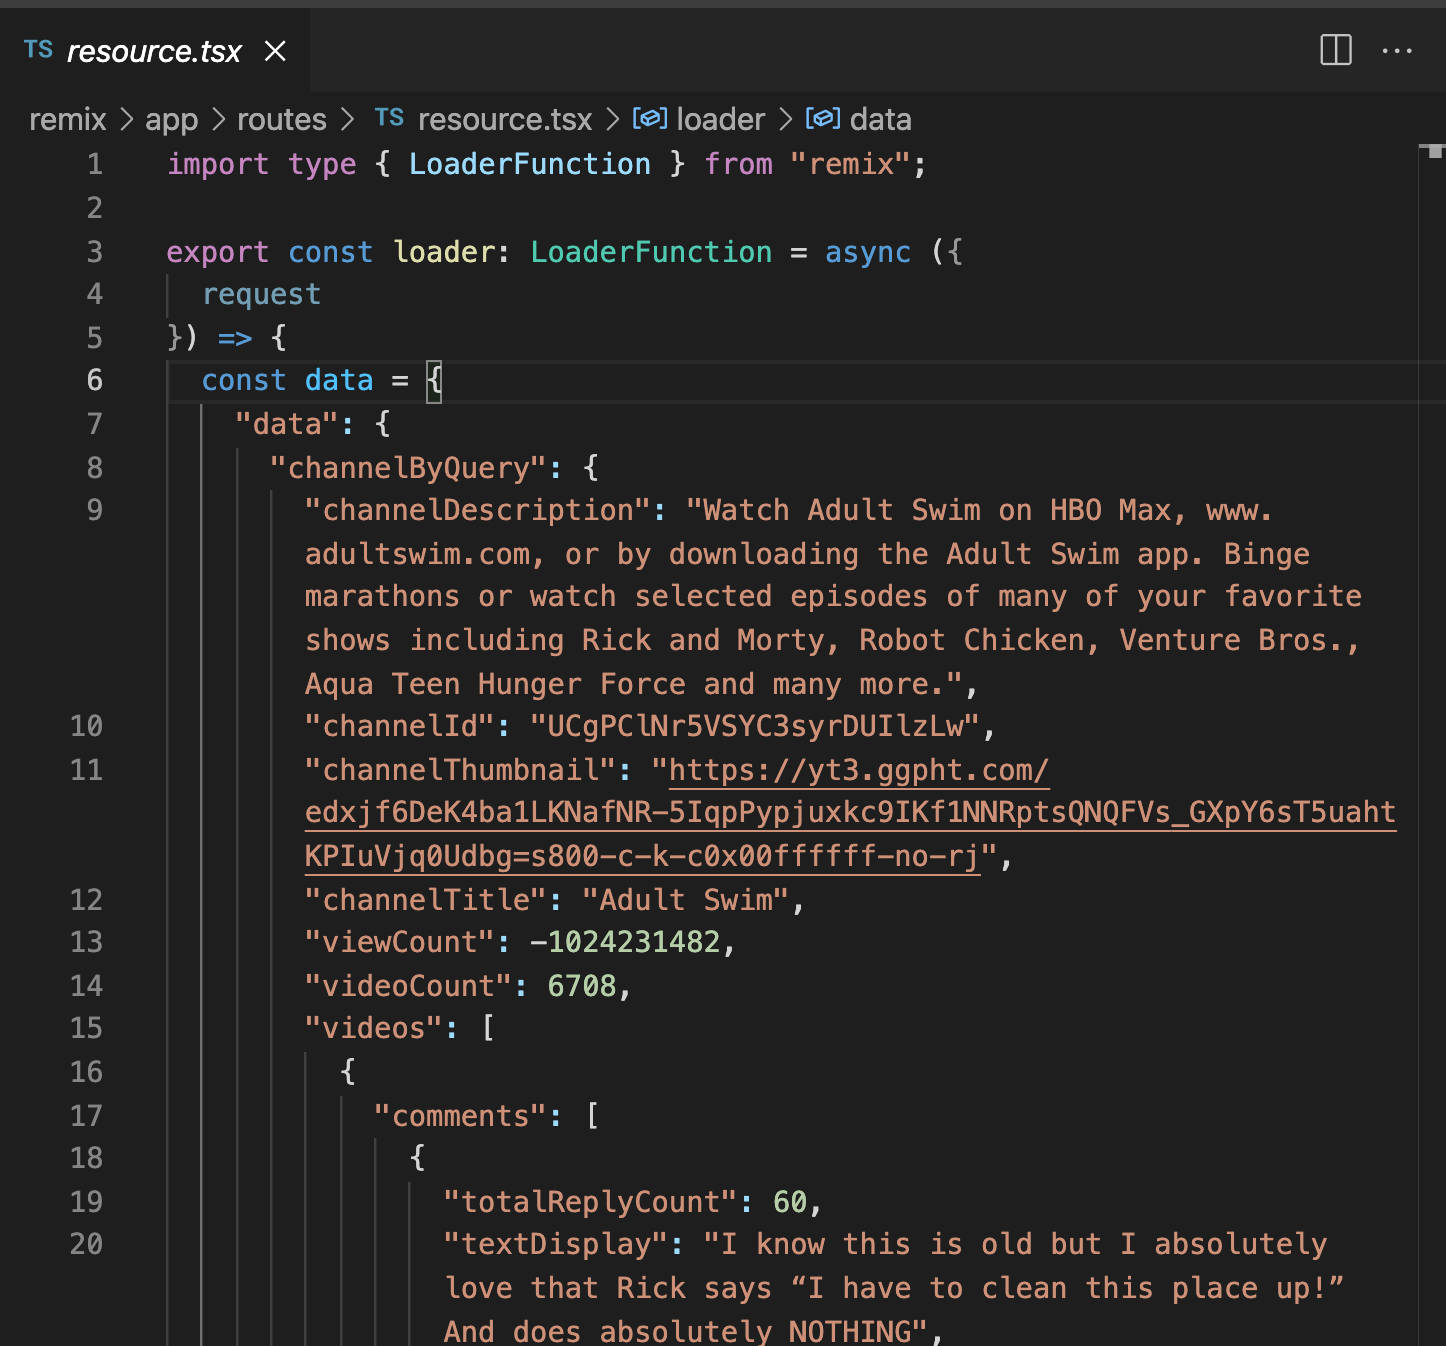 TS resource.tsx
remix > app > routes > TS resource.tsx > loader > data
1 import type { LoaderFunction } from "remix";
2
3 export const loader: LoaderFunction = async ({
4 request
5 }) => {
6 const data = {
7 "data": {
8 "channelByQuery": {
9 "channelDescription": "Watch Adult Swim on HBO Max, www.
adultswim.com, or by downloading the Adult Swim app. Binge
marathons or watch selected episodes of many of your favorite
shows including Rick and Morty, Robot Chicken, Venture Bros.,
Aqua Teen Hunger Force and many more.",
10 "channelId": "UCgPClNr5VSYC3syrDUIlzLw",
11 "channelThumbnail": "https://yt3.ggpht.com/
edxjf6DeK4ba1LKNafNR-5IqpPypjuxkc9IKf1NNRptsQNQFVs_GXpY6sT5uaht
KPIuVjq0Udbg=s800-c-k-c0x00ffffff-no-rj",
12 "channelTitle": "Adult Swim",
13 "viewCount": -1024231482,
14 "videoCount": 6708,
15 "videos": [
16 {
17 "comments": [
18 {
19 "totalReplyCount": 60,
20 "textDisplay": "I know this is old but I absolutely
love that Rick says “I have to clean this place up!”
And does absolutely NOTHING",